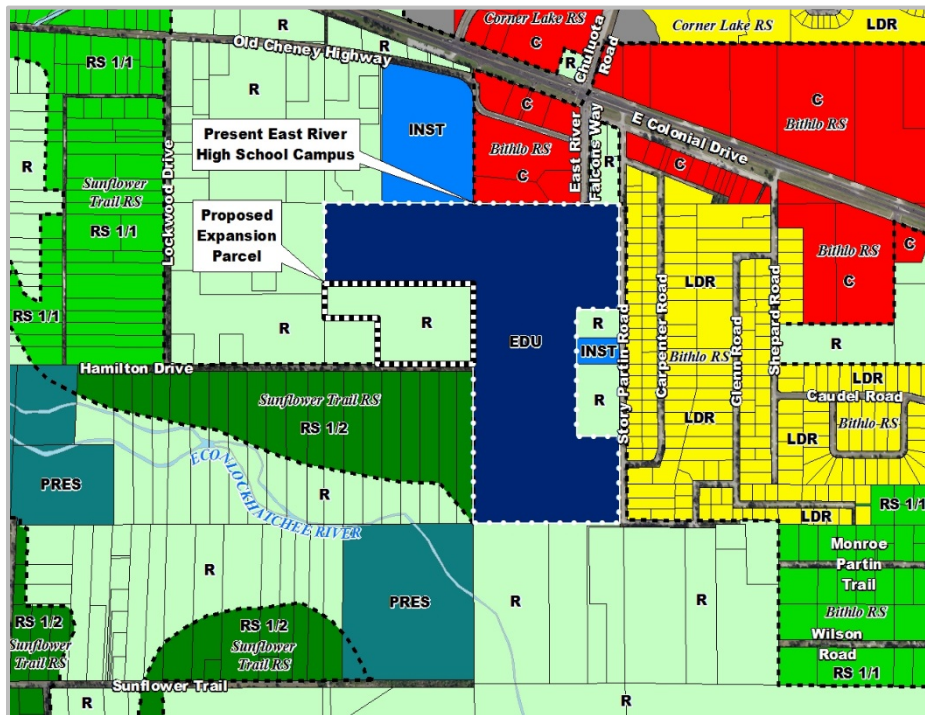 Corner Lake RS
C
R
Chuluota
Road
Corner Lake RS
LDR
RS 1/1
Old Cheney Highway
R
R
INST
C
Bithlo RS
C
Bithlo RS
E Colonial Drive
Present East River
High School Campus
East River
Falcons Way
C
R
Sunflower
Trail RS
RS 1/1
Lockwood Drive
Proposed
Expansion
Parcel
LDR
Bithlo RS
C
C
RS 1/1
R
R
EDU
R
INST
R
Story Partin Road
Carpenter Road
Bithlo RS
LDR
Glenn Road
Shepard Road
R
Hamilton Drive
Sunflower Trail RS
RS 1/2
LDR
Caudel Road
Bithlo RS
LDR
PRES
ECONLOCKHATCHEE RIVER
R
RS 1/1
LDR
R
PRES
R
R
Monroe
Partin
Trail
Bithlo RS
Wilson
Road
RS 1/1
RS 1/2
Sunflower
Trail RS
RS 1/2
Sunflower
Trail RS
Sunflower Trail
R
R
R